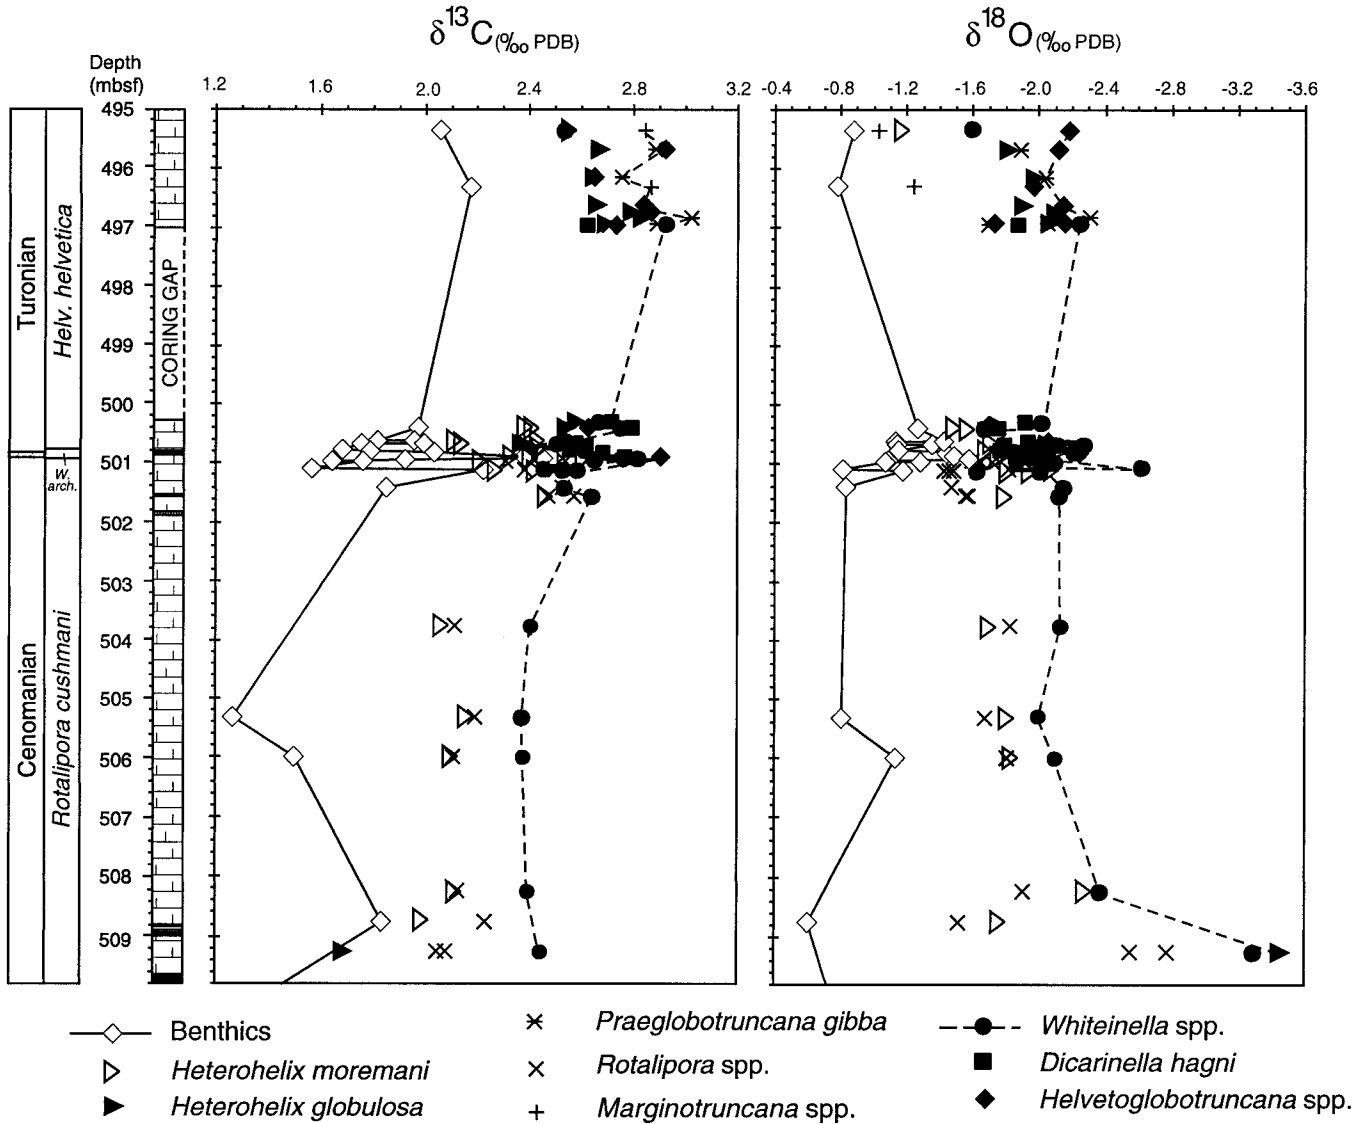 δ13C(‰ PDB)
δ18O(‰ PDB)
Depth
(mbsf)
1.2 1.6 2.0 2.4 2.8 3.2
-0.4 -0.8 -1.2 -1.6 -2.0 -2.4 -2.8 -3.2 -3.6
495
496
497
498
499
500
501
502
503
504
505
506
507
508
509
Turonian
Helv. helvetica
CORING GAP
W.
arch.
Cenomanian
Rotalipora cushmani
Benthics
Heterohelix moremani
Heterohelix globulosa
Praeglobotruncana gibba
Rotalipora spp.
Marginotruncana spp.
Whiteinella spp.
Dicarinella hagni
Helvetoglobotruncana spp.